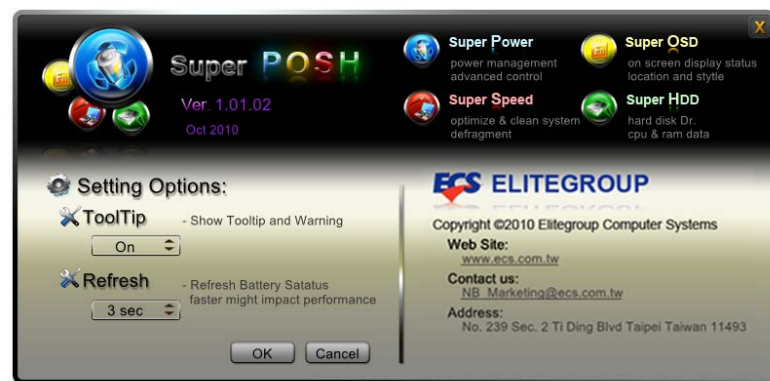 X
Super POSH
Ver. 1.01.02
Oct 2010
Super Power
power management
advanced control
Super OSD
on screen display status
location and stytle
Super Speed
optimize & clean system
defragment
Super HDD
hard disk Dr.
cpu & ram data
Setting Options:
ToolTip - Show Tooltip and Warning
On
Refresh - Refresh Battery Satatus
faster might impact performance
3 sec
OK Cancel
ECS ELITEGROUP
Copyright ©2010 Elitegroup Computer Systems
Web Site:
www.ecs.com.tw
Contact us:
NB_Marketing@ecs.com.tw
Address:
No. 239 Sec. 2 Ti Ding Blvd Taipei Taiwan 11493